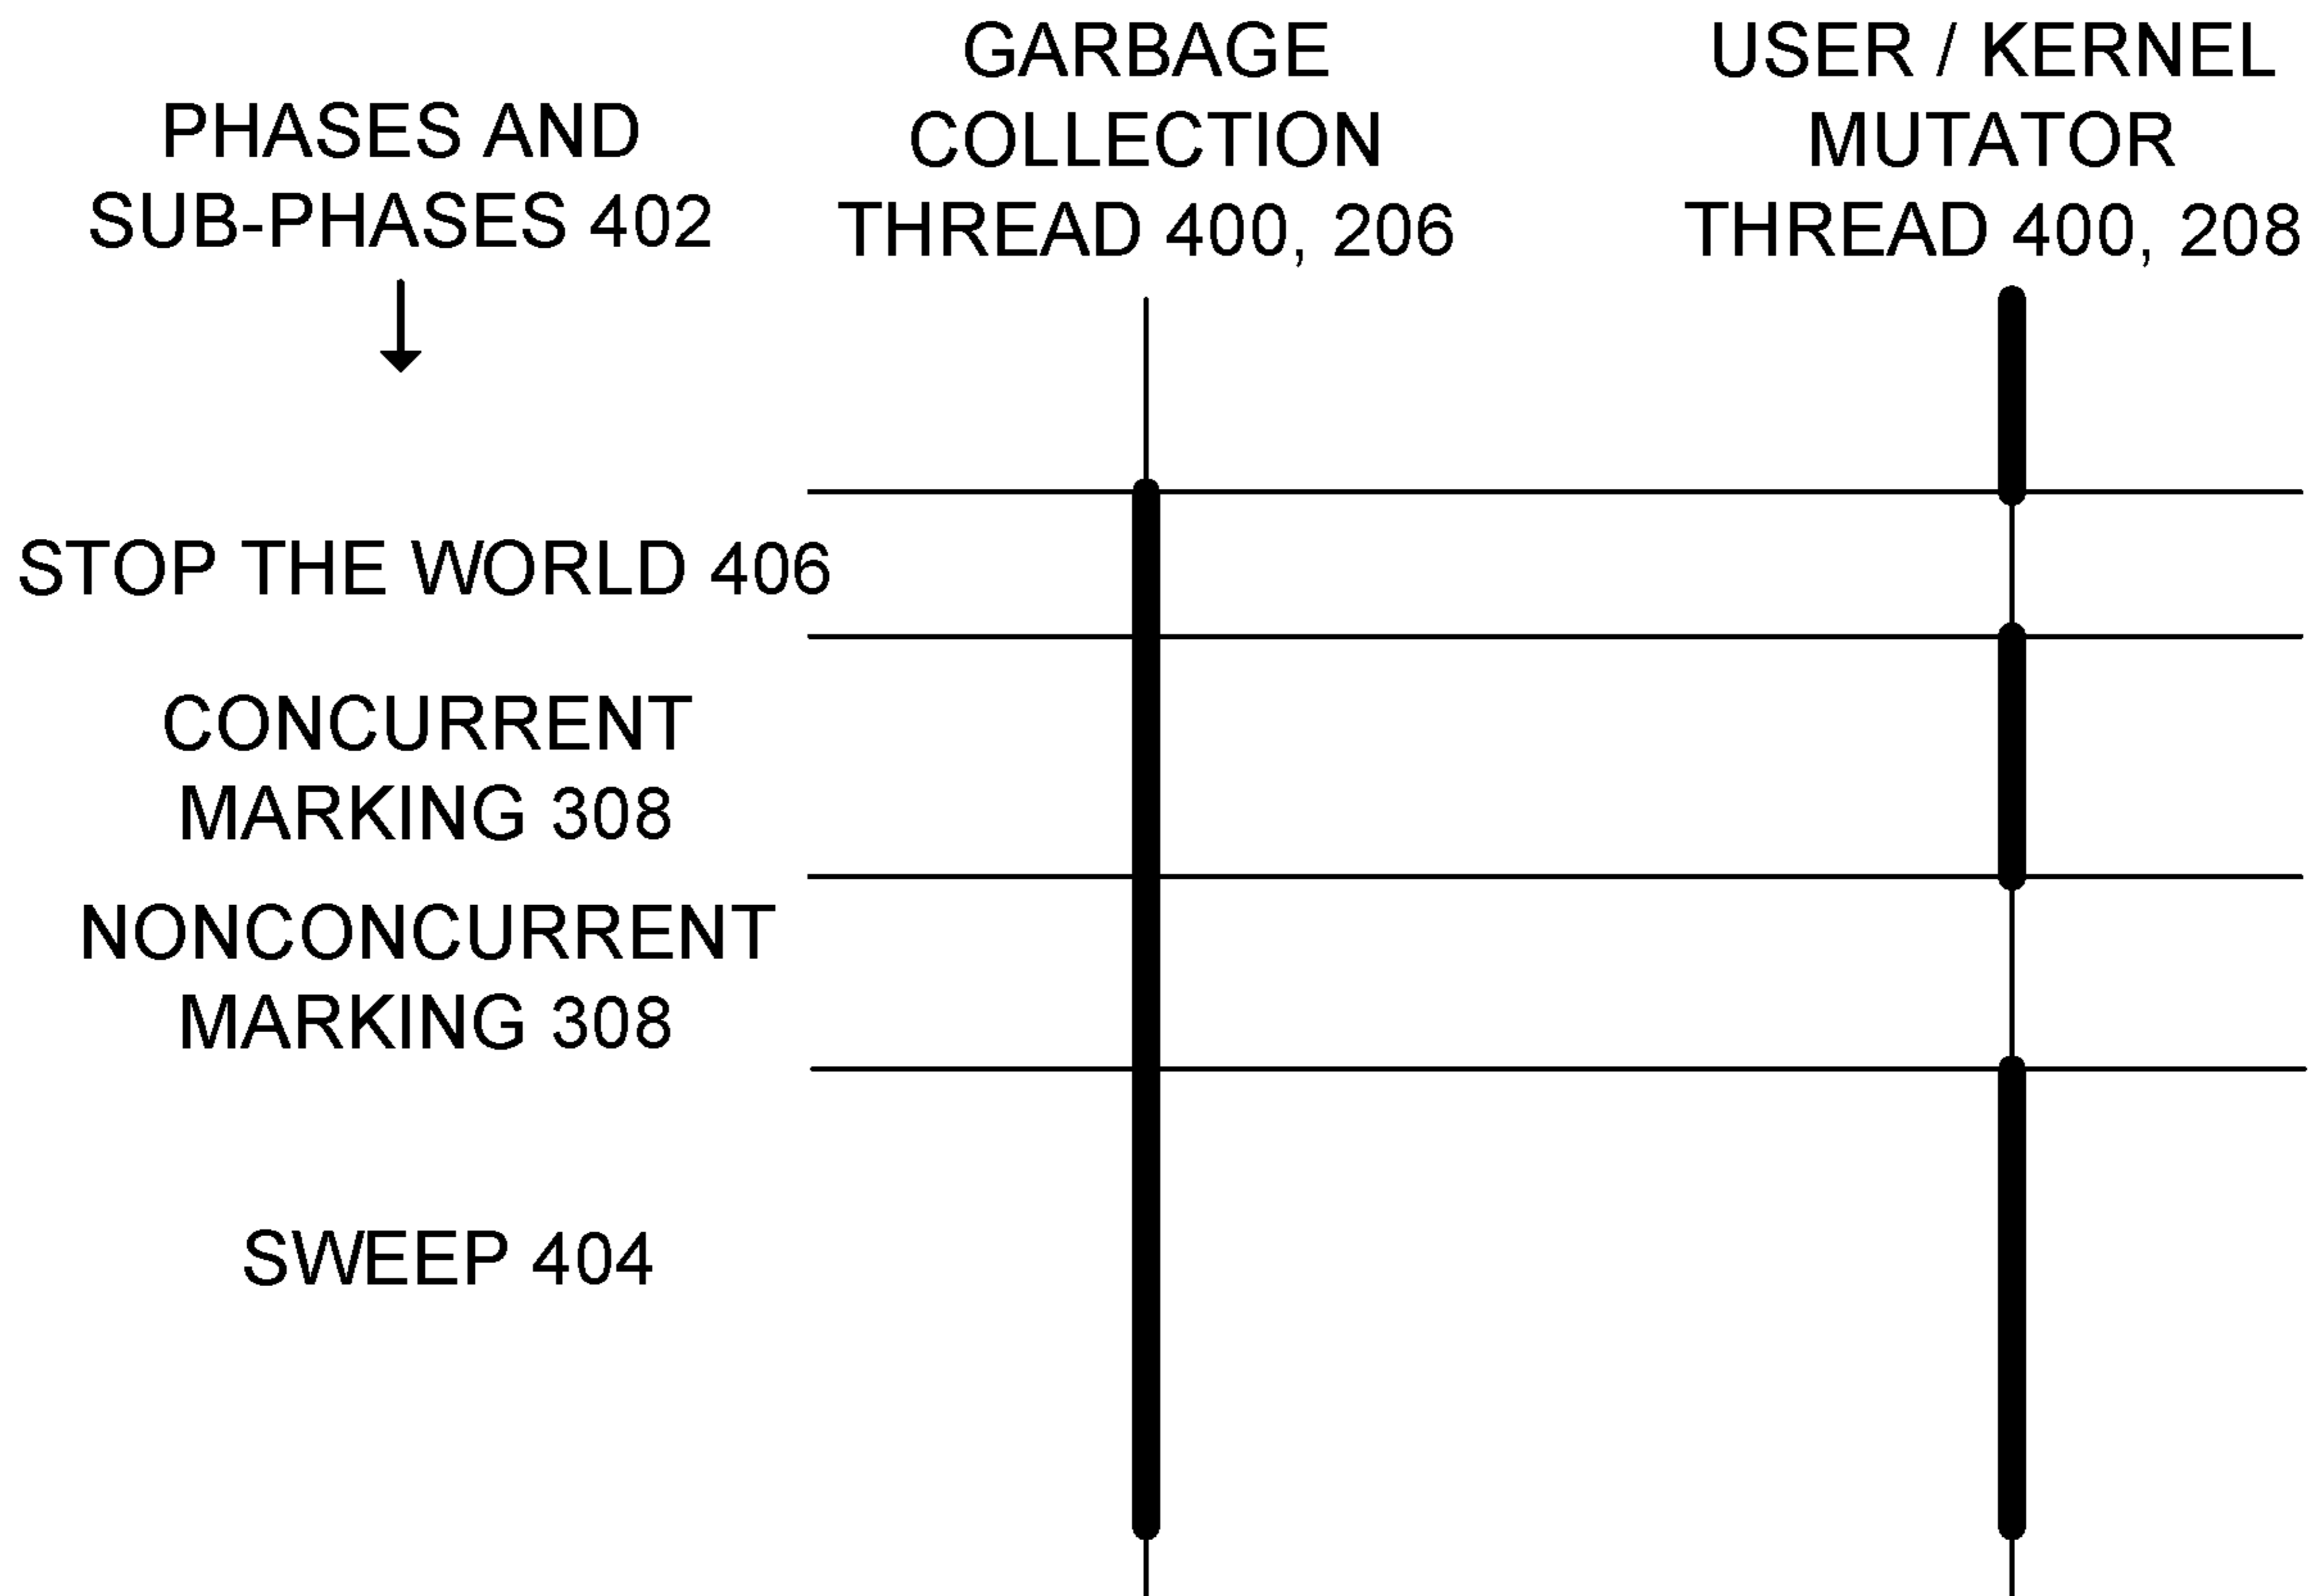 PHASES AND
SUB-PHASES 402
GARBAGE
COLLECTION
THREAD 400, 206
USER / KERNEL
MUTATOR
THREAD 400, 208
STOP THE WORLD 406
CONCURRENT
MARKING 308
NONCONCURRENT
MARKING 308
SWEEP 404